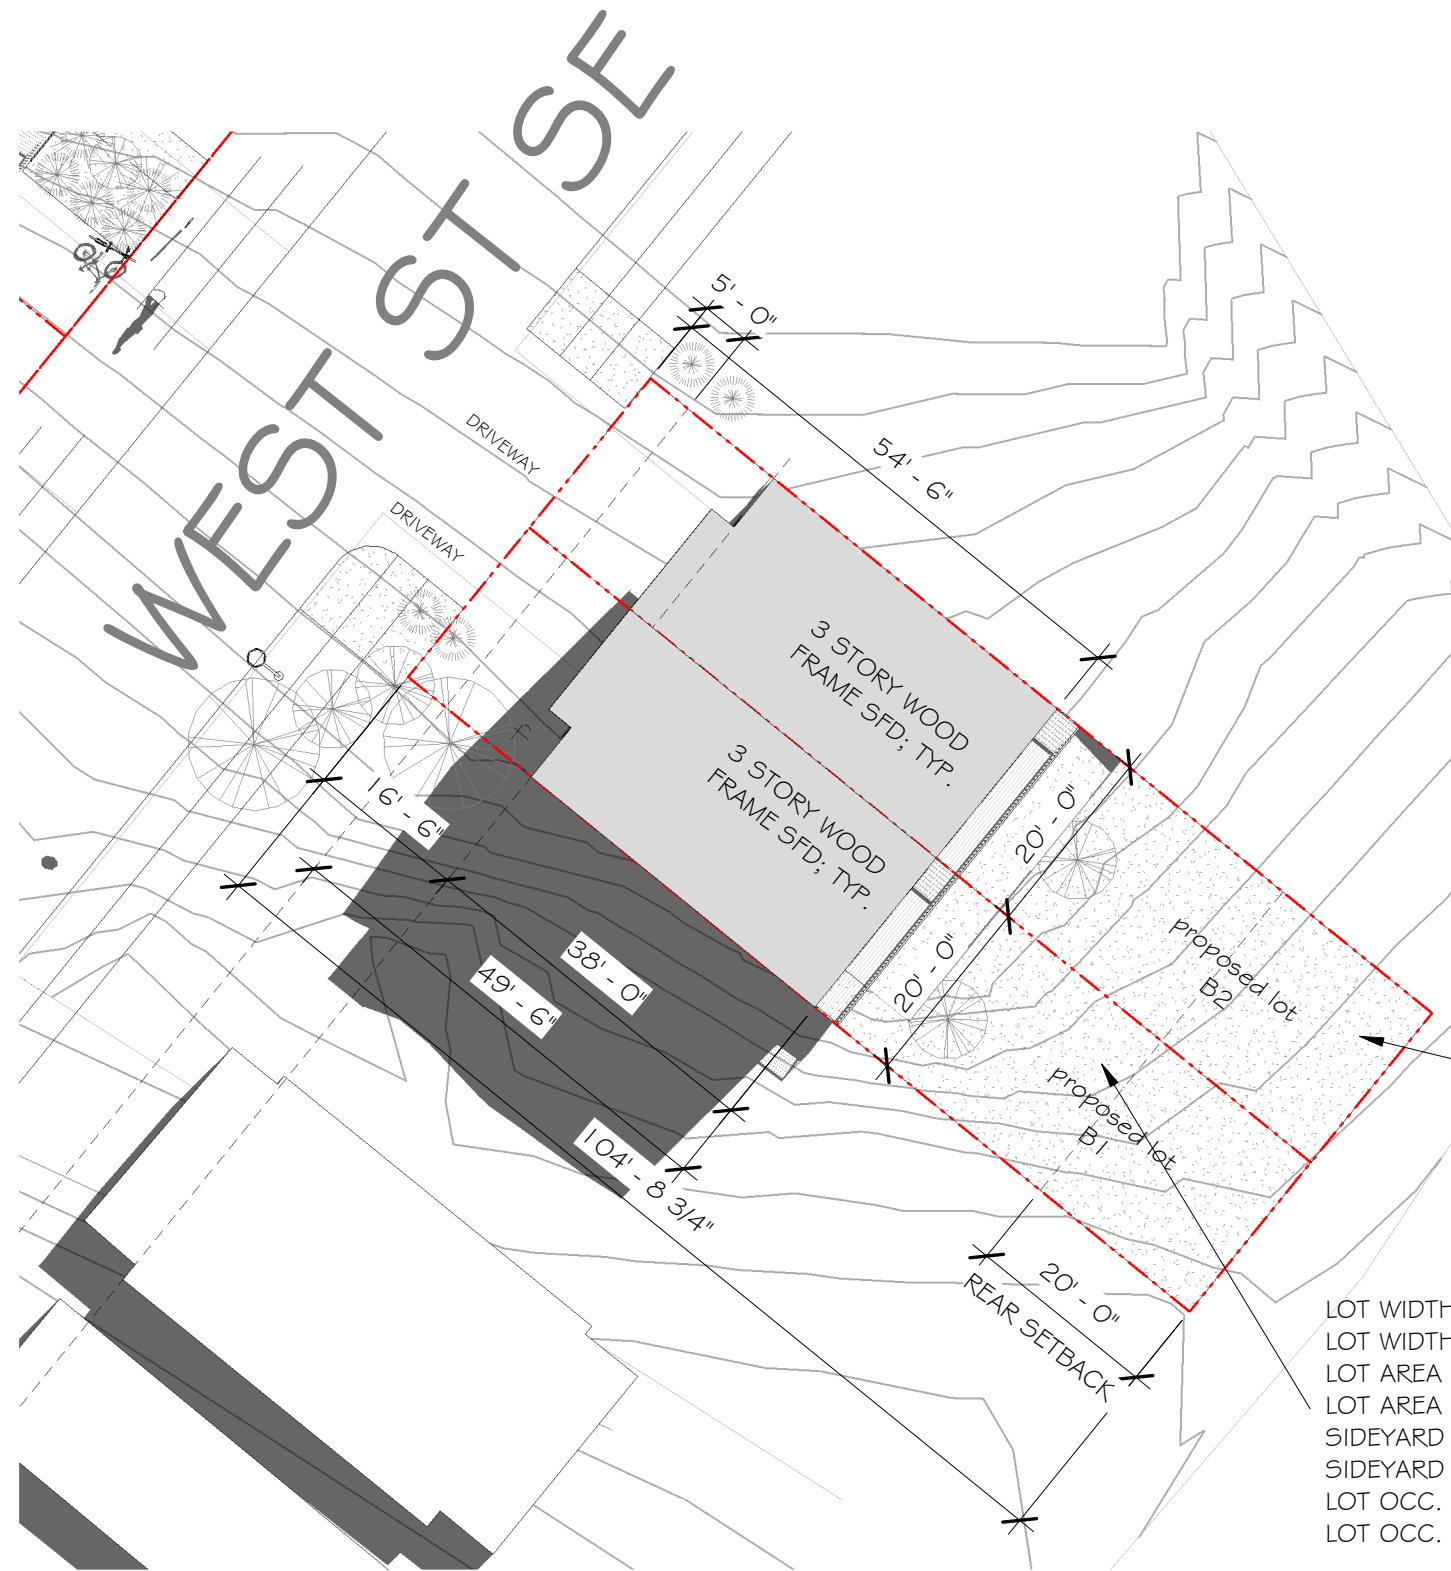 WEST ST SE
5' - 0"
DRIVEWAY
54' - 6"
DRIVEWAY
3 STORY WOOD
FRAME SFD; TYP.
3 STORY WOOD
FRAME SFD; TYP.
16' - 6"
20' - 0"
20' - 0"
38' - 0"
49' - 6"
proposed lot
B2
proposed lot
B1
104' - 8 3/4"
20' - 0"
REAR SETBACK
LOT WIDTH
LOT WIDTH
LOT AREA
LOT AREA
SIDEYARD
SIDEYARD
LOT OCC.
LOT OCC.